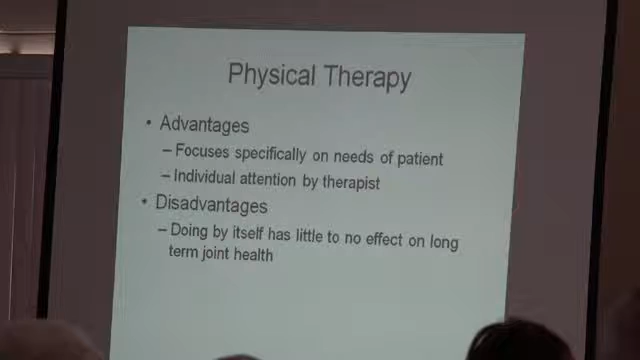 Physical Therapy
• Advantages
– Focuses specifically on needs of patient
– Individual attention by therapist
• Disadvantages
– Doing by itself has little to no effect on long
term joint health